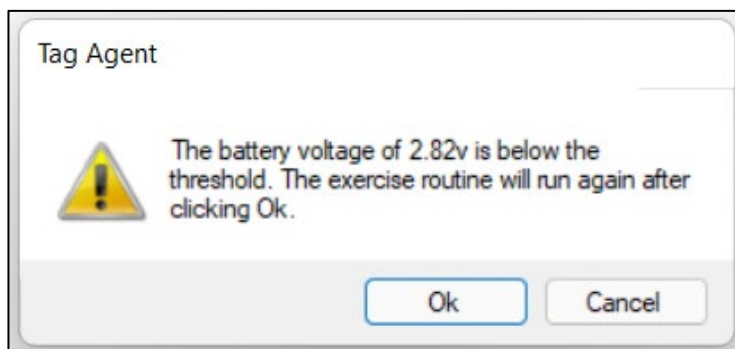 Tag Agent
The battery voltage of 2.82v is below the
threshold. The exercise routine will run again after
clicking Ok.
Ok
Cancel